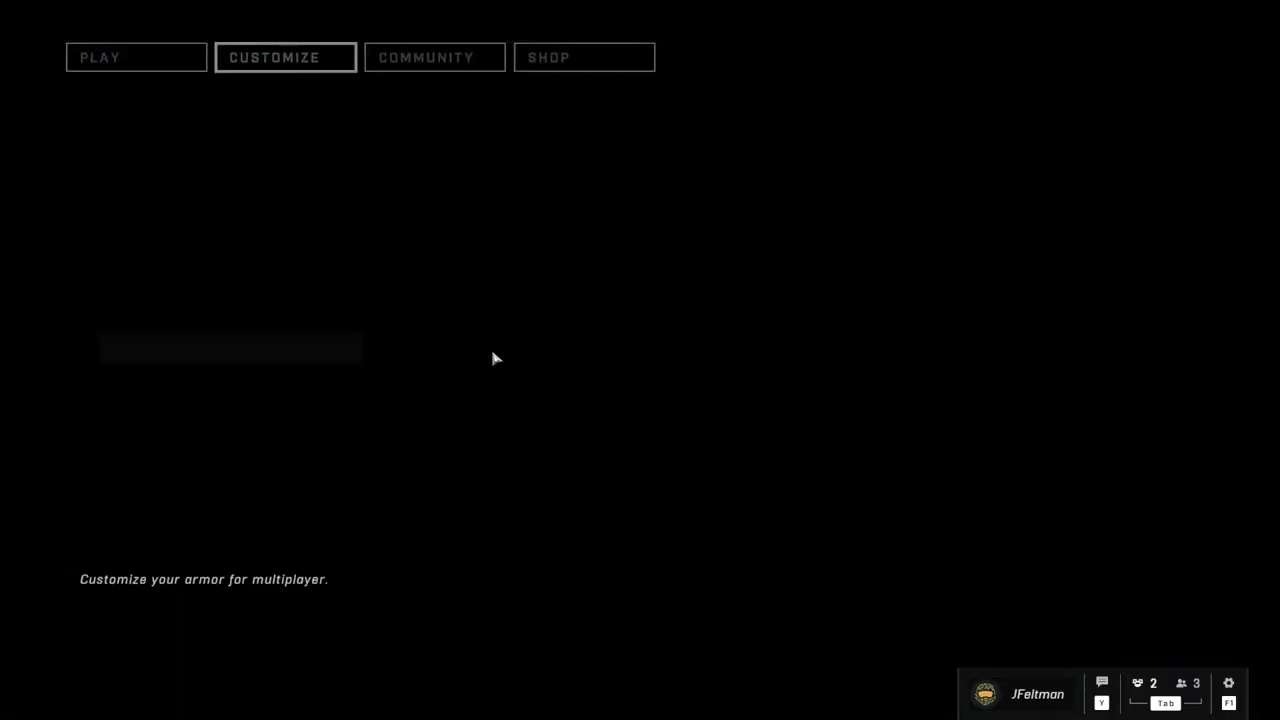 PLAY
CUSTOMIZE
COMMUNITY
SHOP
Customize your armor for multiplayer.
JFeltman
Y
2
3
Tab
F1